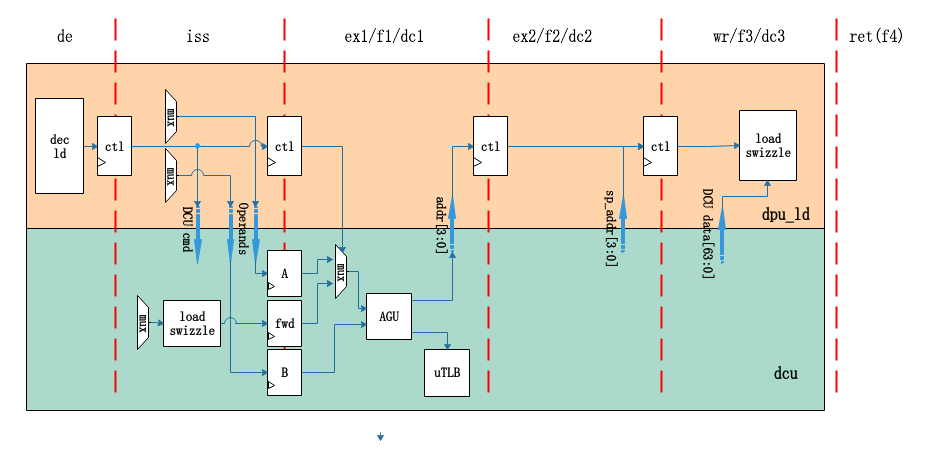 de
iss
ex1/f1/dc1
ex2/f2/dc2
wr/f3/dc3
ret(f4)
dec
ld
ctl
mux
mux
ctl
ctl
ctl
load
swizzle
DCU cmd
Operands
addr[3:0]
sp_addr[3:0]
DCU data[63:0]
dpu_ld
A
mux
mux
load
swizzle
fwd
AGU
B
uTLB
dcu